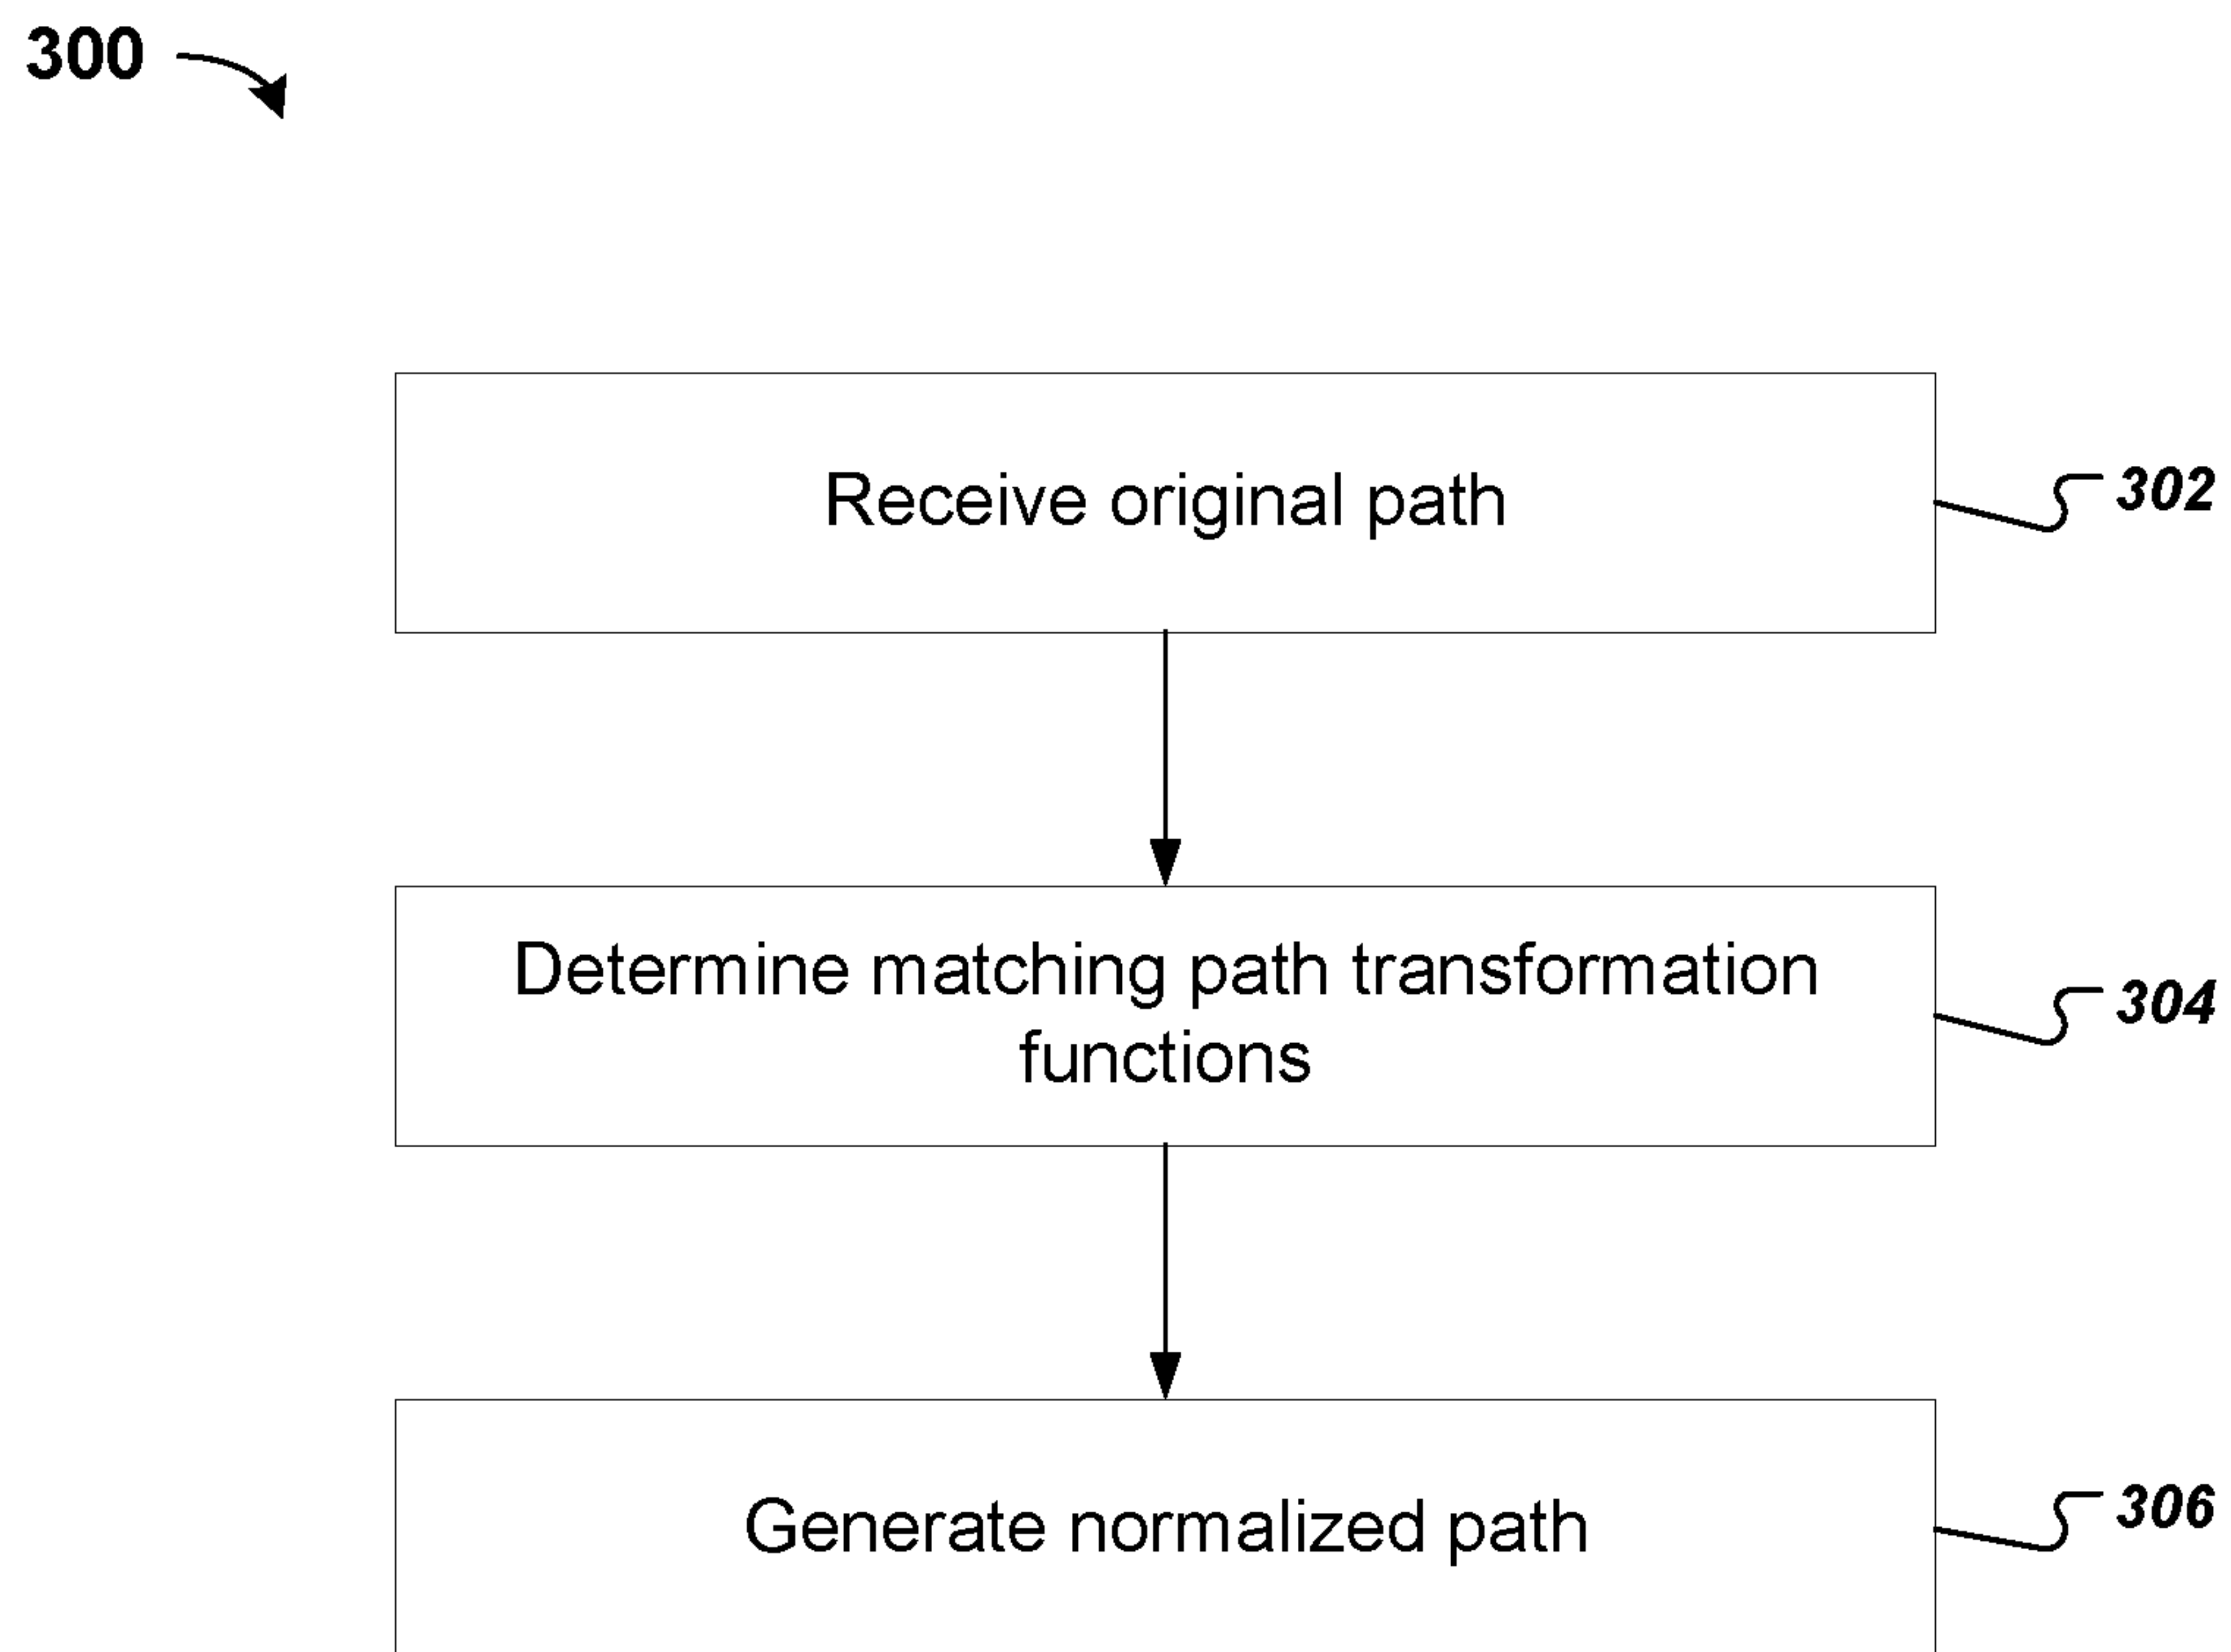 300
Receive original path
302
Determine matching path transformation
functions
304
Generate normalized path
306